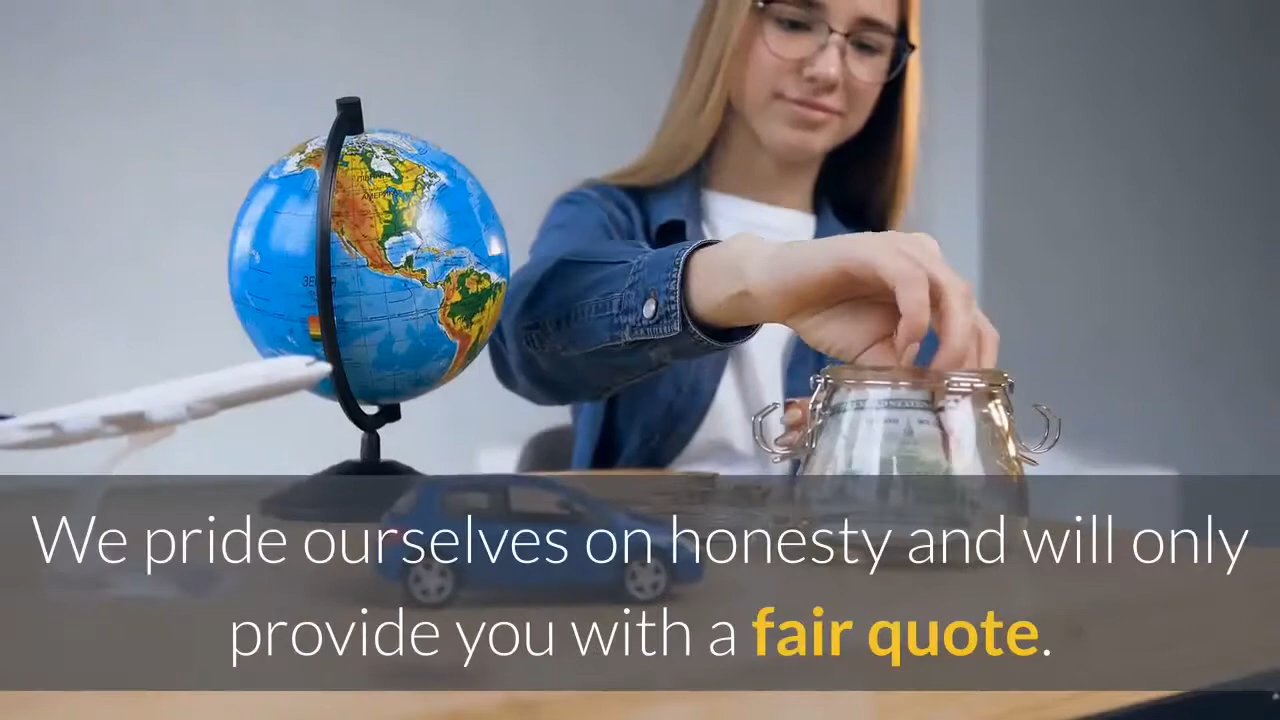 We pride ourselves on honesty and will only
provide you with a fair quote.